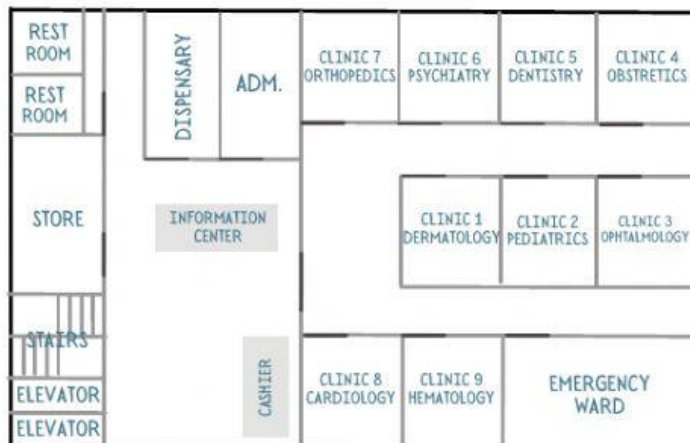 REST
ROOM
REST
ROOM
STORE
STAIRS
ELEVATOR
ELEVATOR
DISPENSARY
ADM.
INFORMATION
CENTER
CASHIER
CLINIC 7
ORTHOPEDICS
CLINIC 6
PSYCHIATRY
CLINIC 5
DENTISTRY
CLINIC 4
OBSTRETICS
CLINIC 1
DERMATOLOGY
CLINIC 2
PEDIATRICS
CLINIC 3
OPHTALMOLOGY
CLINIC 8
CARDIOLOGY
CLINIC 9
HEMATOLOGY
EMERGENCY
WARD